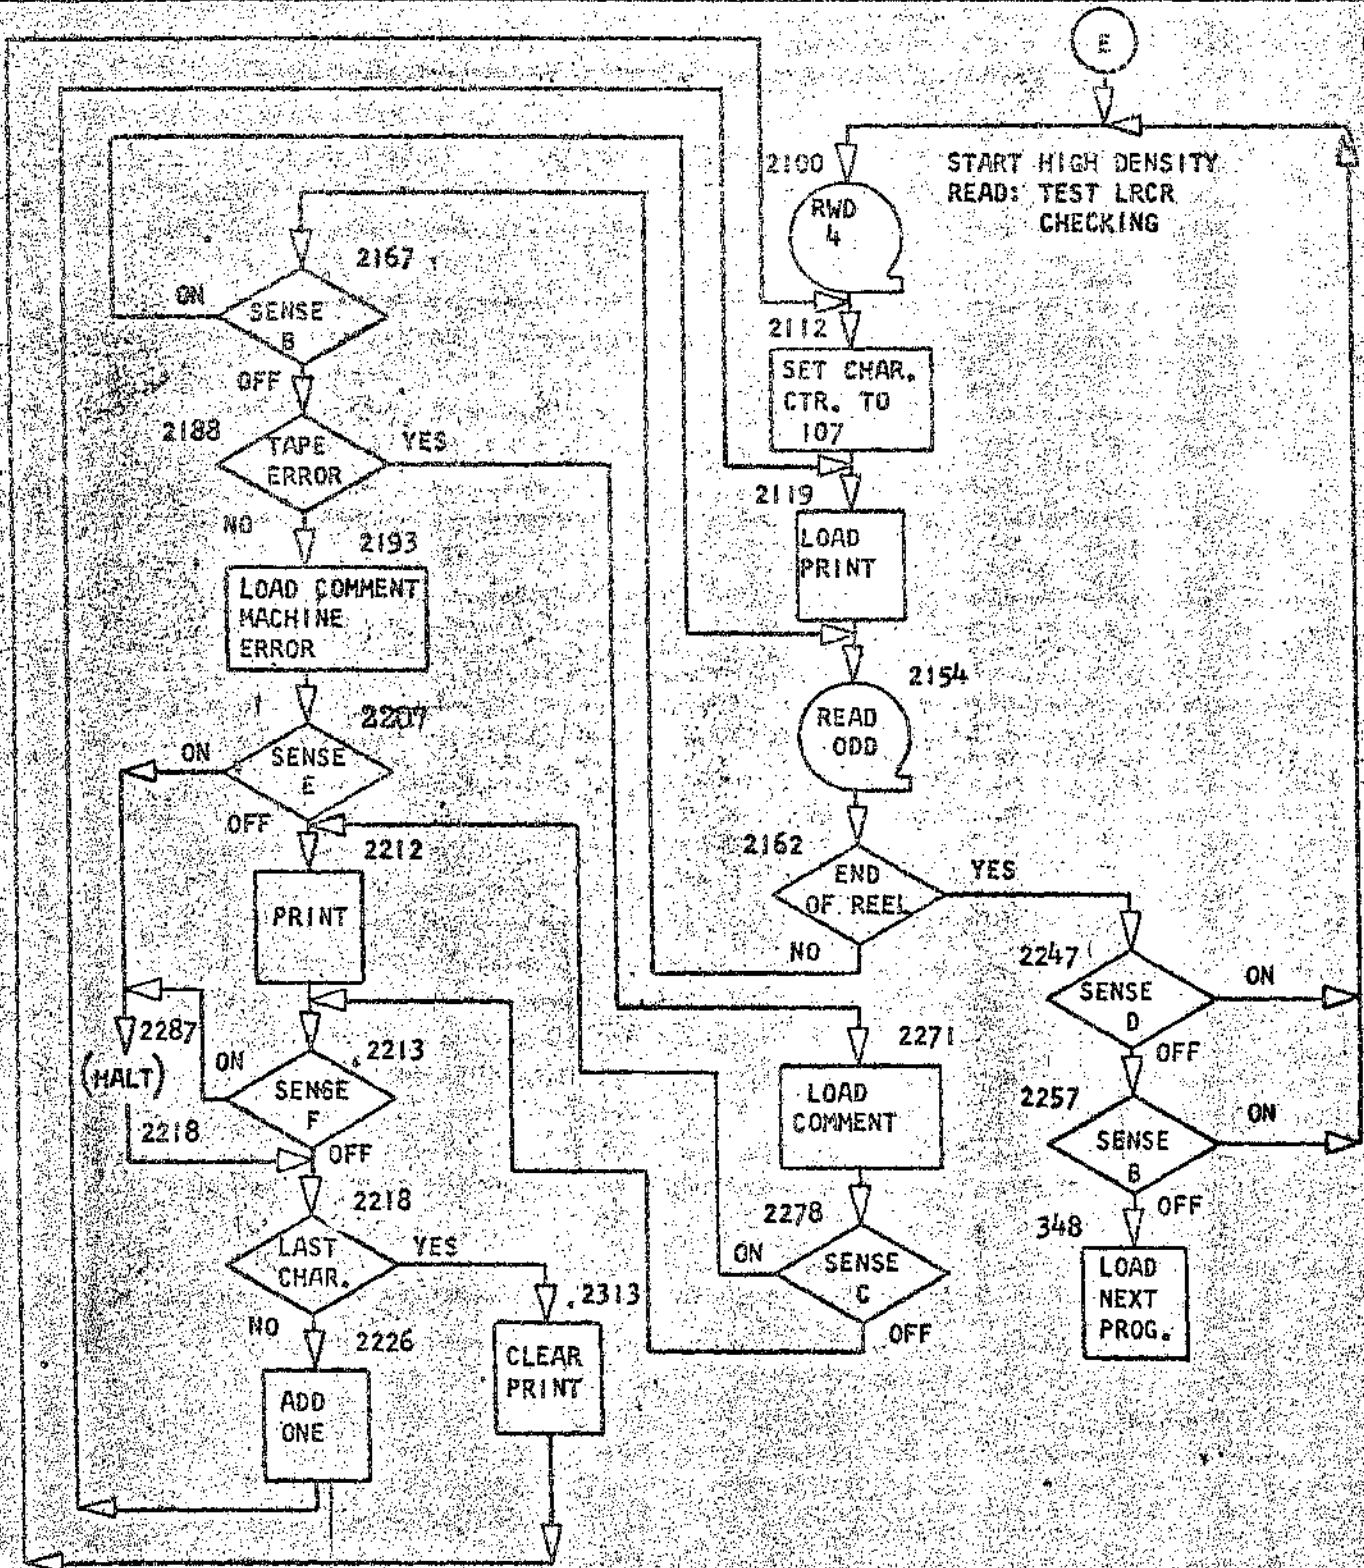 E
START HIGH DENSITY
READ: TEST LRCR
CHECKING
2100
RWD
4
2112
SET CHAR.
CTR. TO
107
2119
LOAD
PRINT
2154
READ
ODD
2162
END
OF REEL
YES
NO
2167
ON
SENSE
B
OFF
2188
TAPE
ERROR
YES
NO
2193
LOAD COMMENT
MACHINE
ERROR
2207
ON
SENSE
E
OFF
2212
PRINT
2287
(HALT)
2218
ON
2213
SENSE
F
OFF
2218
LAST
CHAR.
YES
NO
2226
ADD
ONE
2313
CLEAR
PRINT
2271
LOAD
COMMENT
2278
ON
SENSE
C
OFF
2247
SENSE
D
ON
OFF
2257
SENSE
B
ON
OFF
348
LOAD
NEXT
PROG.